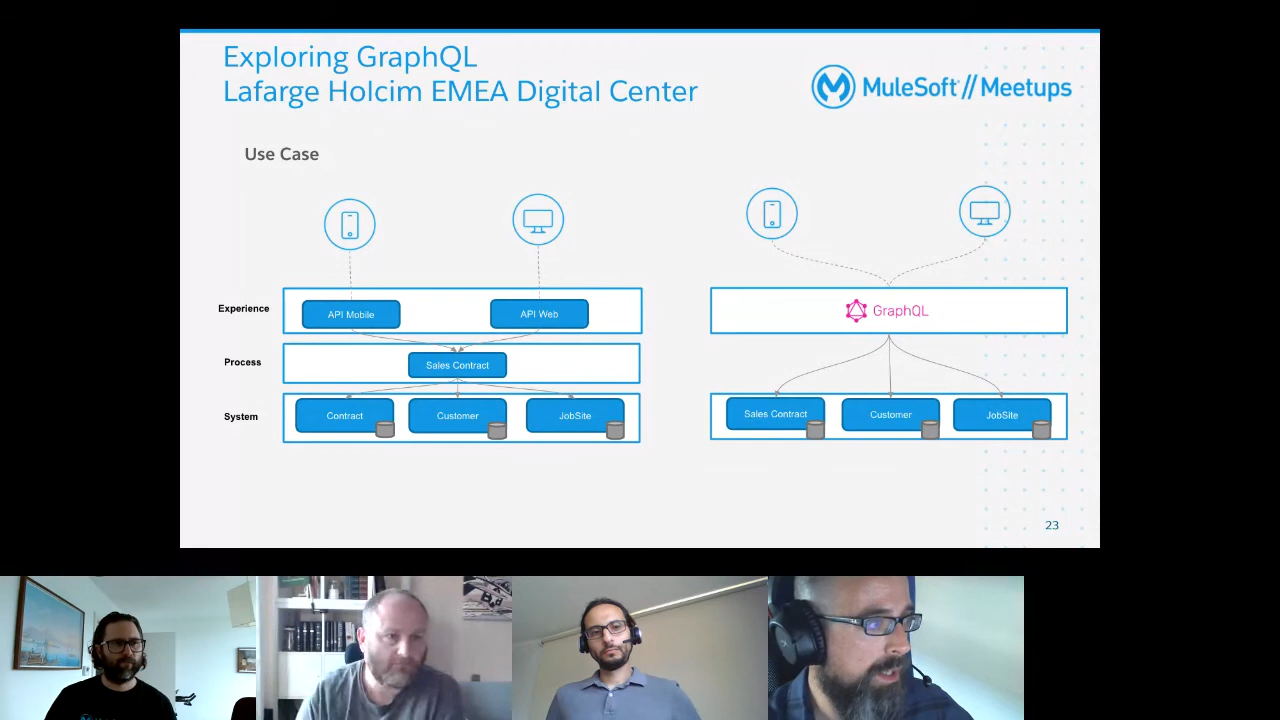 Exploring GraphQL
Lafarge Holcim EMEA Digital Center
MuleSoft // Meetups
Use Case
Experience
API Mobile
API Web
GraphQL
Process
Sales Contract
System
Contract
Customer
JobSite
Sales Contract
Customer
JobSite
23